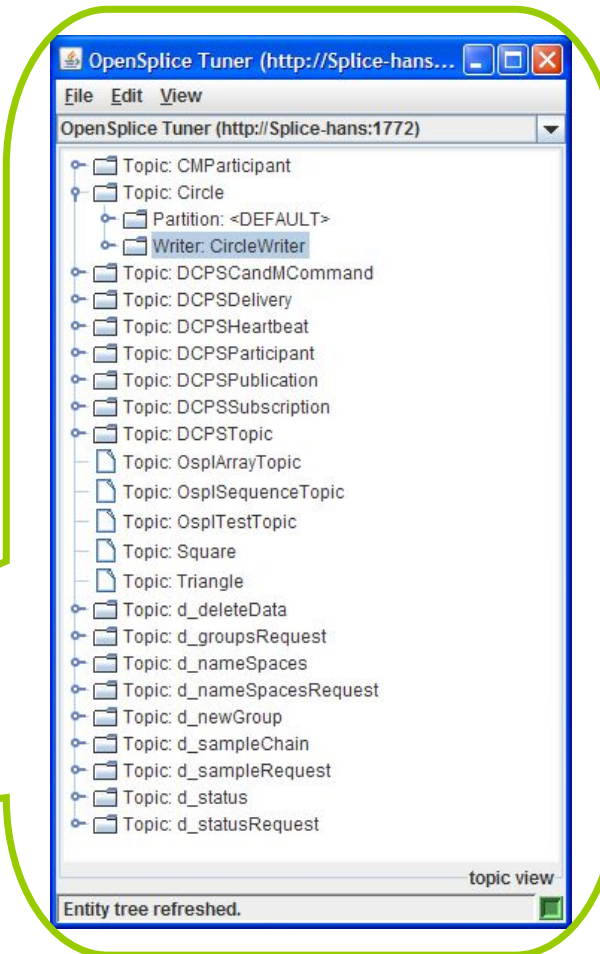 OpenSplice Tuner (http://Splice-hans...
File Edit View
OpenSplice Tuner (http://Splice-hans:1772)
Topic: CMParticipant
Topic: Circle
Partition: <DEFAULT>
Writer: CircleWriter
Topic: DCPSCandMCommand
Topic: DCPSDelivery
Topic: DCPSHeartbeat
Topic: DCPSParticipant
Topic: DCPSPublication
Topic: DCPSSubscription
Topic: DCPSTopic
Topic: OsplArrayTopic
Topic: OsplSequenceTopic
Topic: OsplTestTopic
Topic: Square
Topic: Triangle
Topic: d_deleteData
Topic: d_groupsRequest
Topic: d_nameSpaces
Topic: d_nameSpacesRequest
Topic: d_newGroup
Topic: d_sampleChain
Topic: d_sampleRequest
Topic: d_status
Topic: d_statusRequest
topic view
Entity tree refreshed.